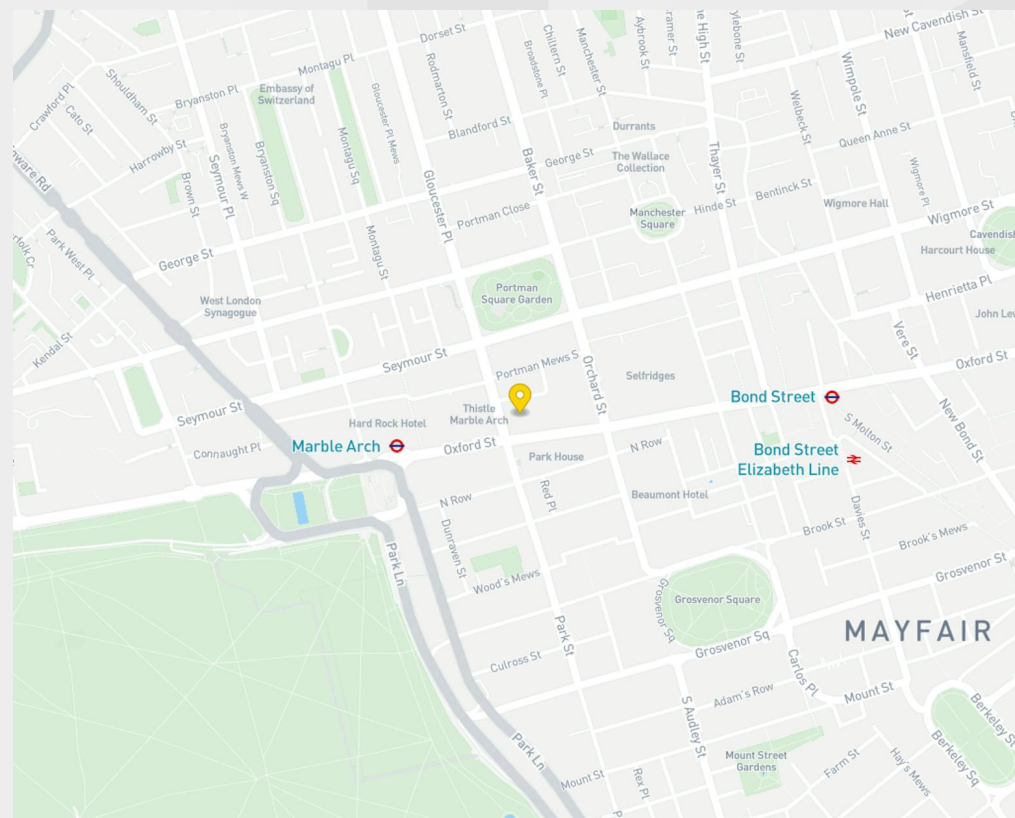 New Cavendish St
Dorset St
Montagu Pl
Shouldham St
Crawford Pl
Cato St
Bryanston Pl
Embassy of
Switzerland
Gloucester Pl Mews
Rodmarton St
Broadstone Pl
Chiltern St
Manchester St
Aybrook St
Mansfield St
Wimpole St
Welbeck St
Blandford St
Durrants
Queen Anne St
Harrowby St
Seymour Pl
Bryanston Mews W
Bryanston Sq
Montagu Sq
Baker St
George St
The Wallace
Collection
Thayer St
Brown St
Gloucester Pl
Portman Close
Manchester
Square
Hinde St
Bentinck St
Wigmore Hall
Wigmore Pl
Wigmore St
Park West Pl
George St
Montagu St
Harcourt House
Portman
Square Garden
Henrietta Pl
West London
Synagogue
Kendal St
Vere St
Seymour St
Portman Mews S
Orchard St
Selfridges
Oxford St
Bond Street
Seymour St
Thistle
Marble Arch
Hard Rock Hotel
Marble Arch
Oxford St
Connaught Pl
N Row
S Molton St
New Bond St
Park House
Bond Street
Elizabeth Line
Beaumont Hotel
N Row
Red Pl
Dunraven St
Davies St
Brook St
Brook's Mews
Park Ln
Wood's Mews
Grosvenor St
Grosvenor Sq
Grosvenor Square
Park St
MAYFAIR
Grosvenor Sq
Culross St
Carlos Pl
Adam's Row
Mount St
S Audley St
Berkeley St
Park Ln
Mount Street
Gardens
Farm St
Hay's Mews
Berkeley Sq
Mount St
Rex Pl